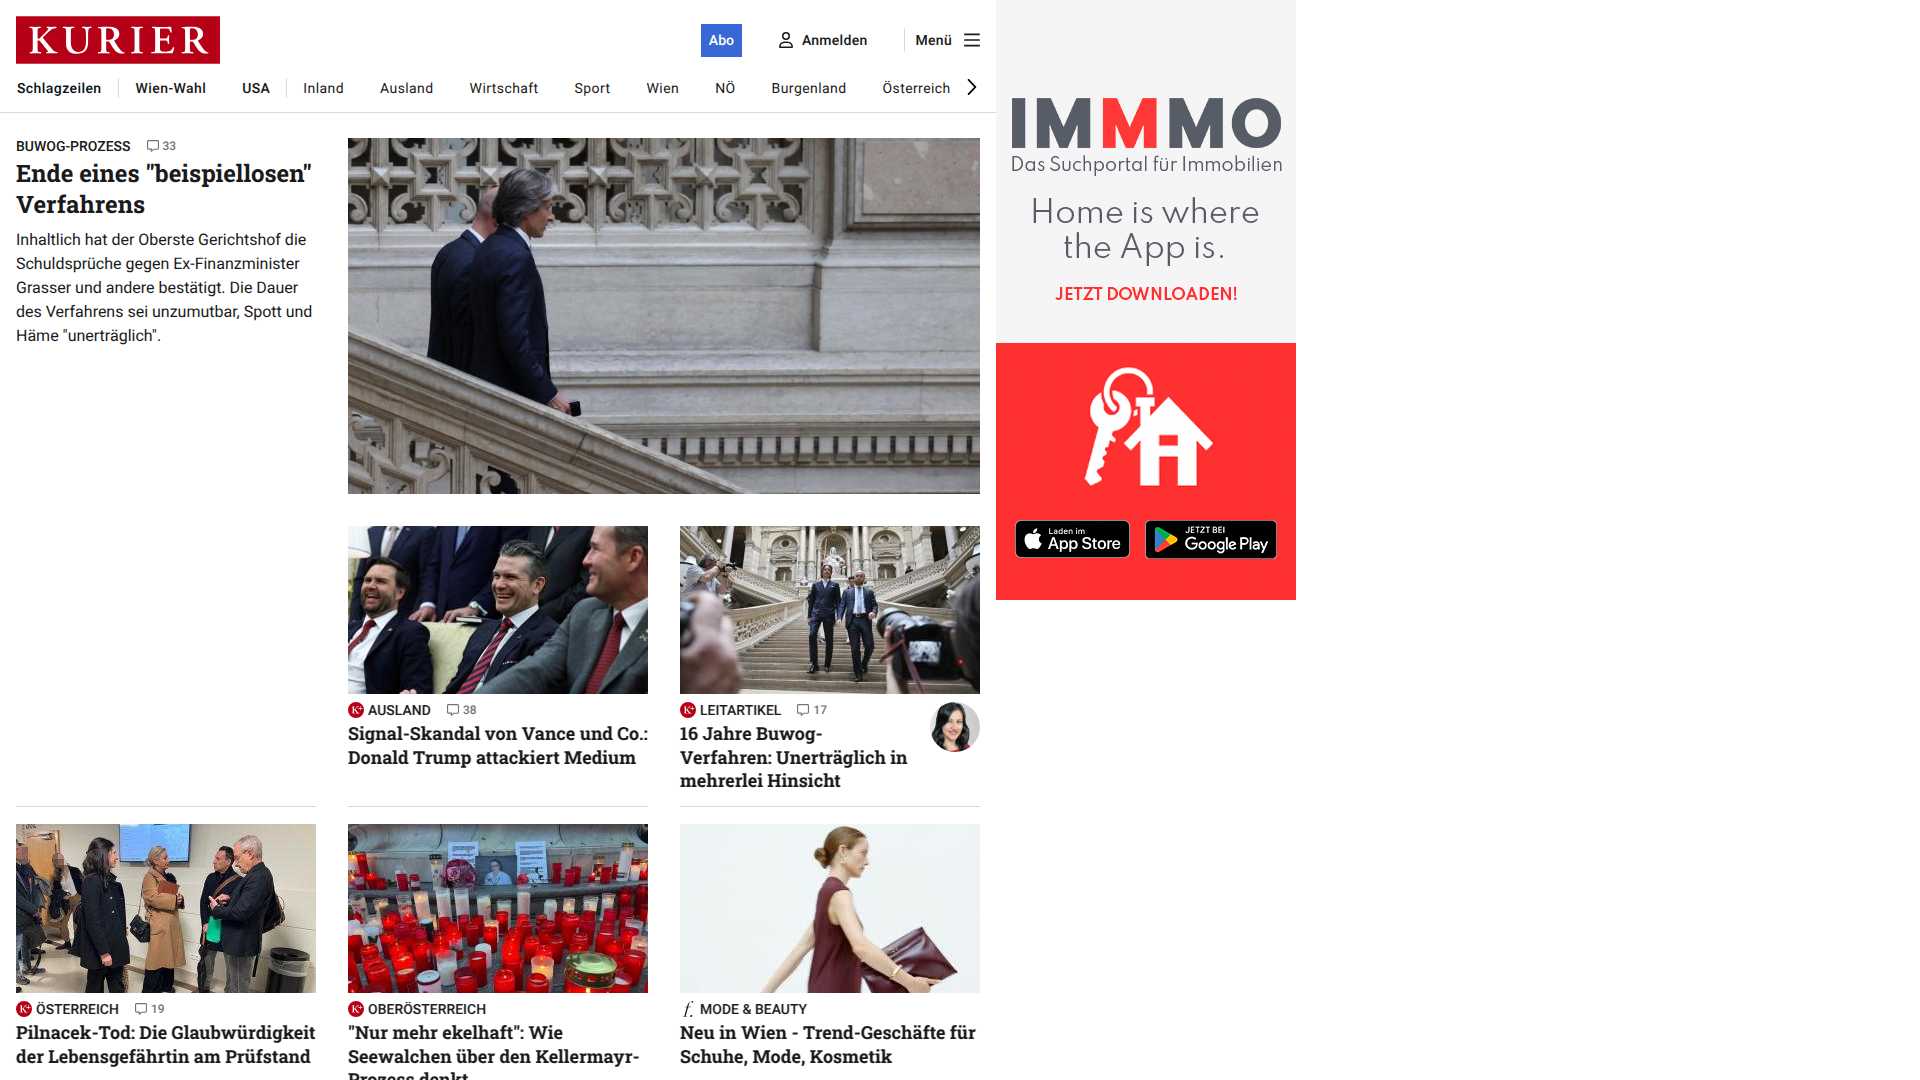 KURIER
Abo
Anmelden
Menü
Schlagzeilen
Wien-Wahl
USA
Inland
Ausland
Wirtschaft
Sport
Wien
NÖ
Burgenland
Österreich
BUWOG-PROZESS 33
Ende eines "beispiellosen"
Verfahrens
Inhaltlich hat der Oberste Gerichtshof die
Schuldsprüche gegen Ex-Finanzminister
Grasser und andere bestätigt. Die Dauer
des Verfahrens sei unzumutbar, Spott und
Häme "unerträglich".
K+ AUSLAND 38
Signal-Skandal von Vance und Co.:
Donald Trump attackiert Medium
K+ LEITARTIKEL 17
16 Jahre Buwog-
Verfahren: Unerträglich in
mehrerlei Hinsicht
K+ ÖSTERREICH 19
Pilnacek-Tod: Die Glaubwürdigkeit
der Lebensgefährtin am Prüfstand
K+ OBERÖSTERREICH
"Nur mehr ekelhaft": Wie
Seewalchen über den Kellermayr-
Prozess denkt
f. MODE & BEAUTY
Neu in Wien - Trend-Geschäfte für
Schuhe, Mode, Kosmetik
IMMMO
Das Suchportal für Immobilien
Home is where
the App is.
JETZT DOWNLOADEN!
Laden im
App Store
JETZT BEI
Google Play